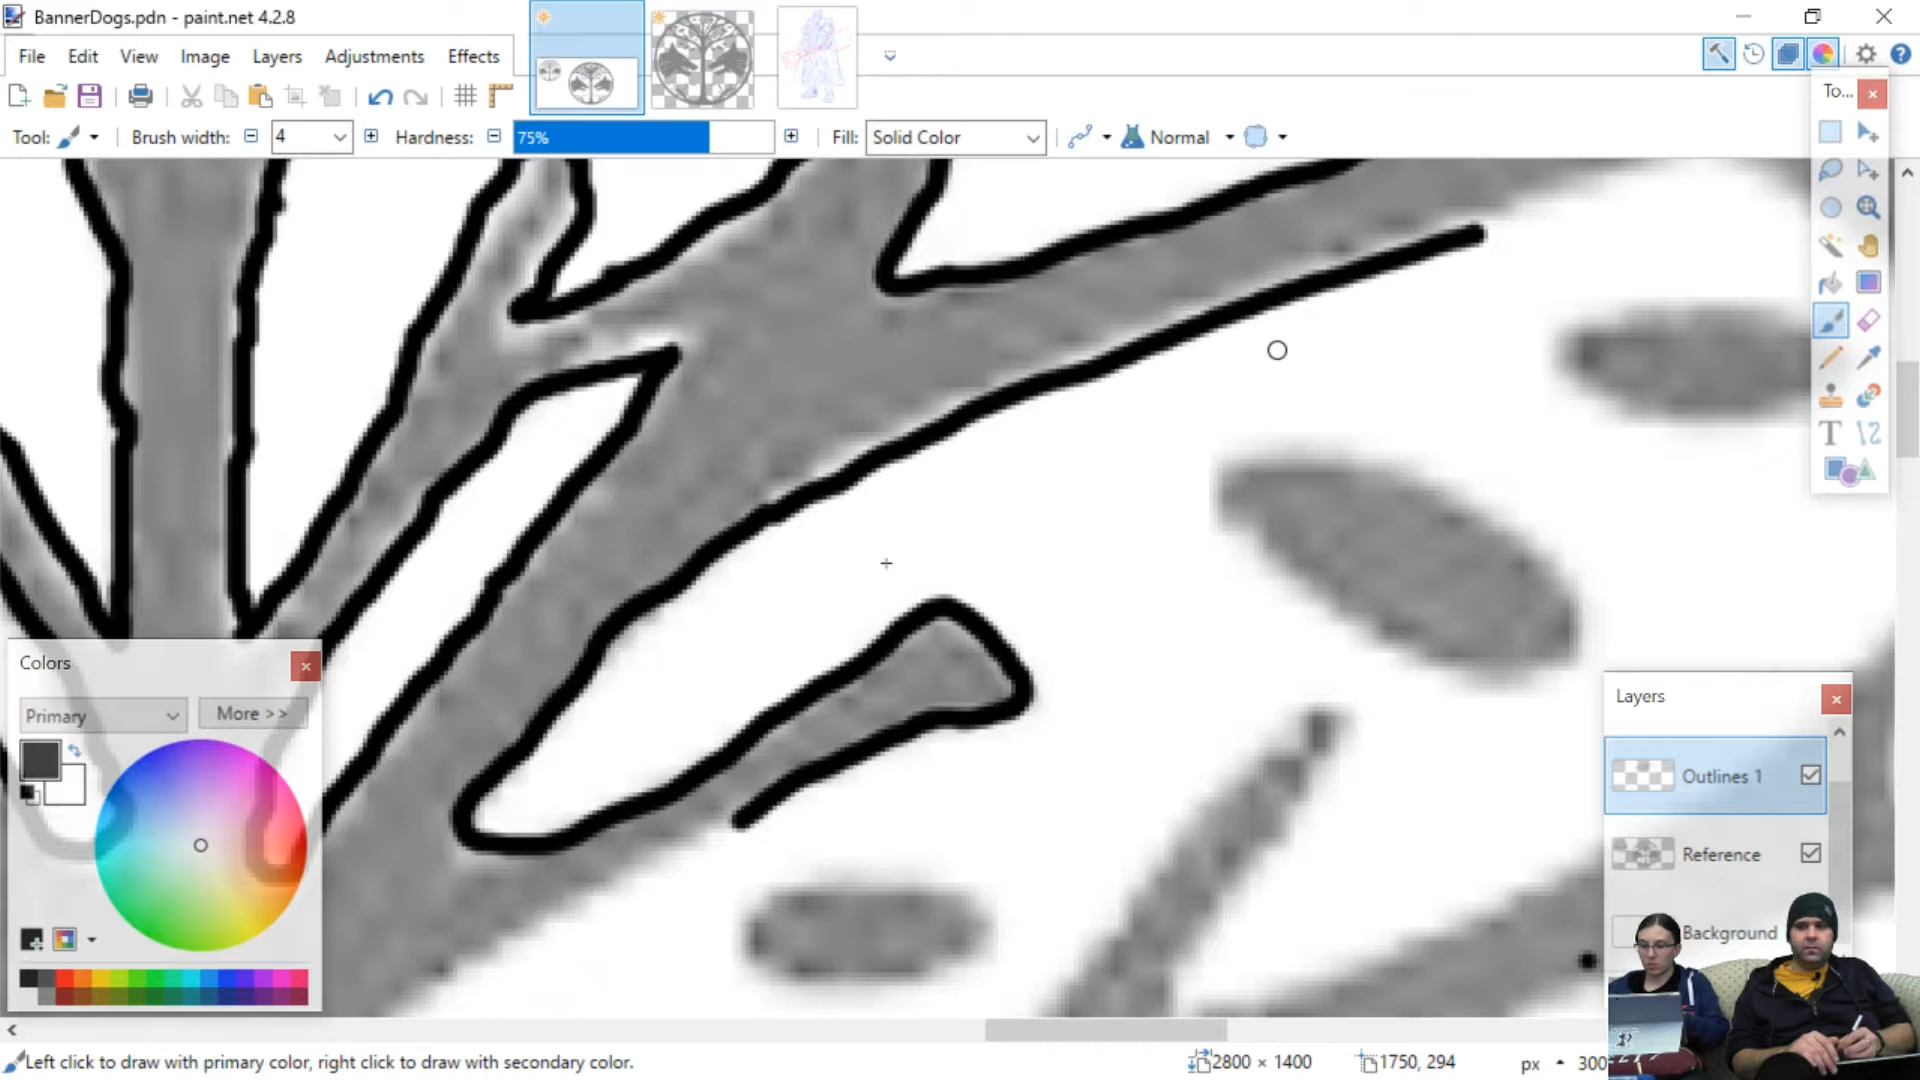 BannerDogs.pdn - paint.net 4.2.8
File Edit View Image Layers Adjustments Effects
Tool: Brush width: 4 Hardness: 75% Fill: Solid Color Normal
To...
Colors
Primary More >>
Layers
Outlines 1
Reference
Background
Left click to draw with primary color, right click to draw with secondary color. 2800 × 1400 1750, 294 px 300